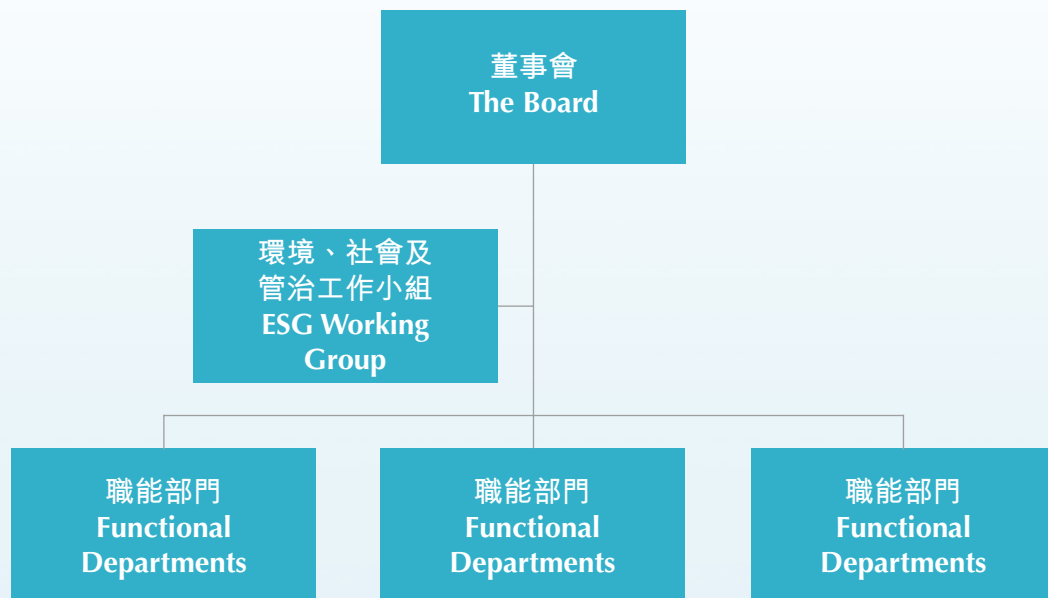 董事會
The Board
環境、社會及
管治工作小組
ESG Working
Group
職能部門
Functional
Departments
職能部門
Functional
Departments
職能部門
Functional
Departments